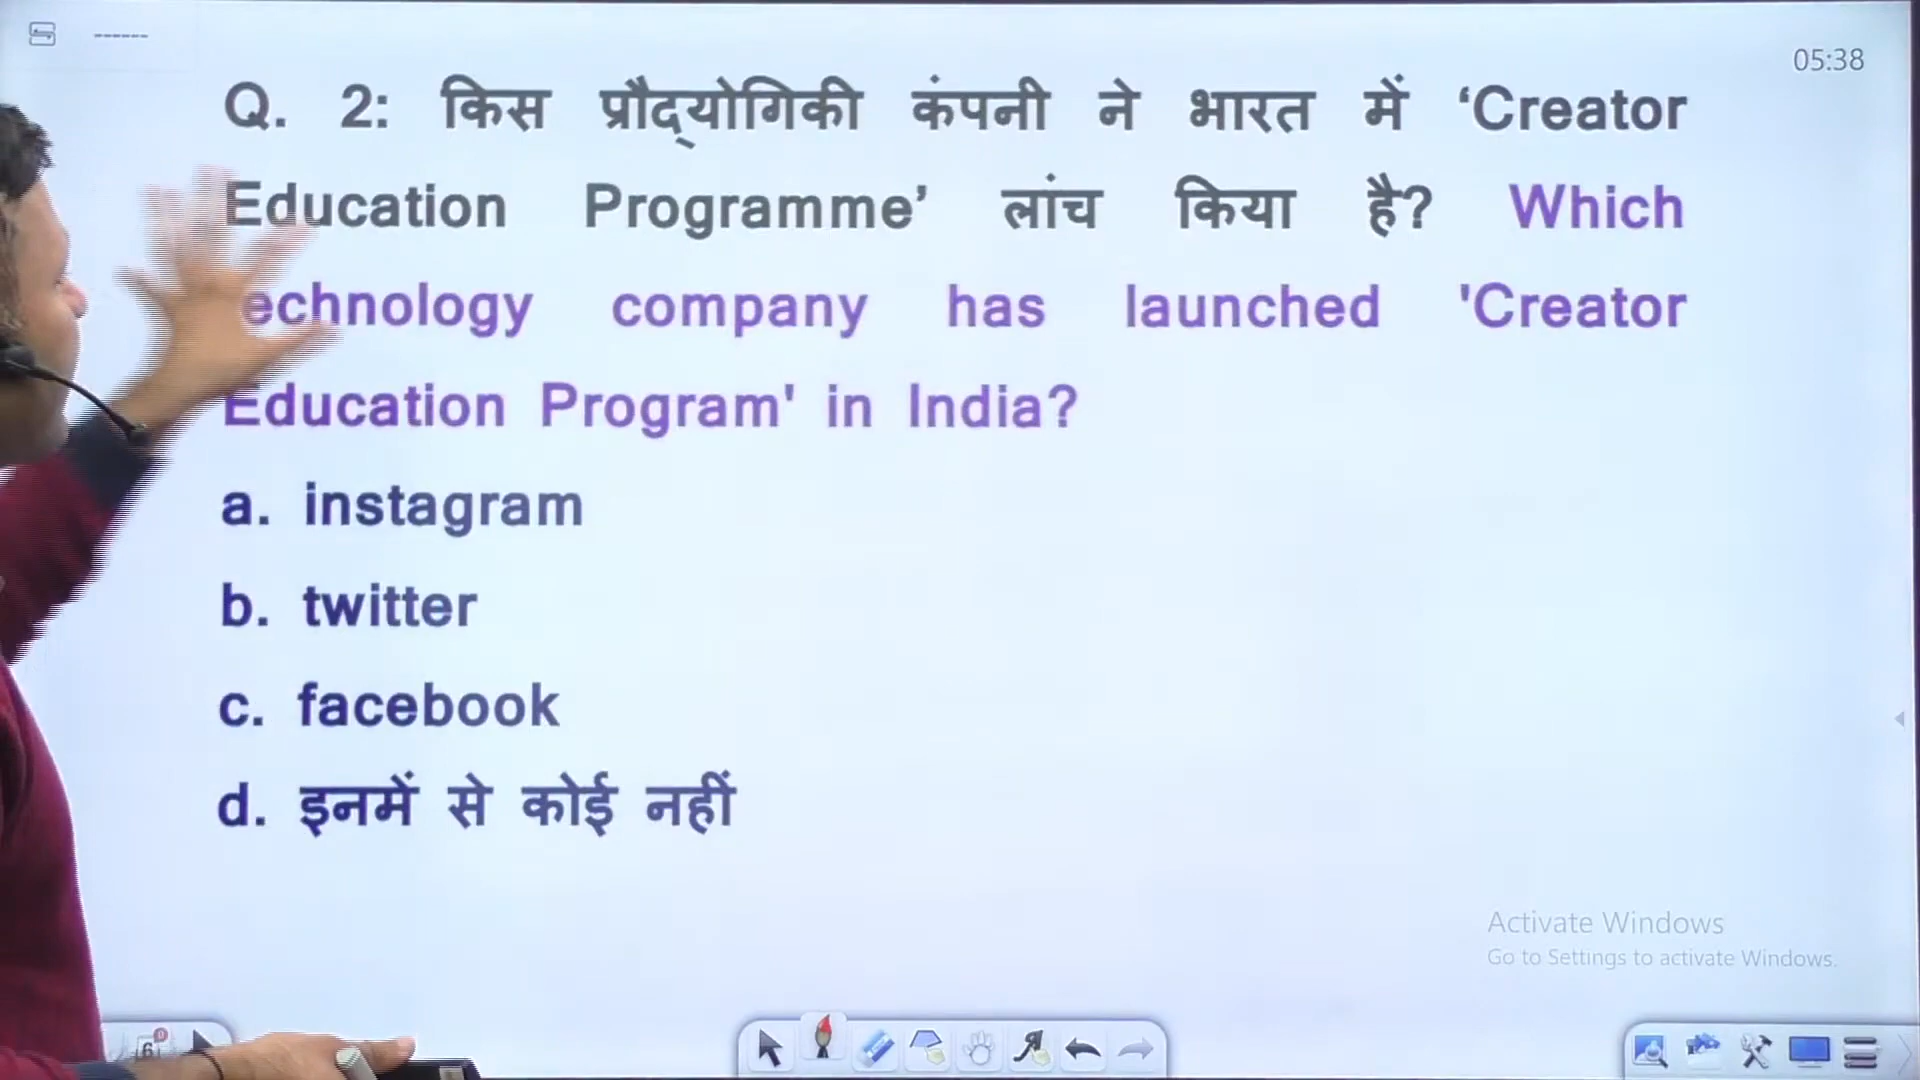 ------
05:38
Q. 2: किस प्रौद्‌योगिकी कंपनी ने भारत में ‘Creator
Education Programme’ लांच किया है? Which
echnology company has launched 'Creator
Education Program' in India?
a. instagram
b. twitter
c. facebook
d. इनमें से कोई नहीं
Activate Windows
Go to Settings to activate Windows.